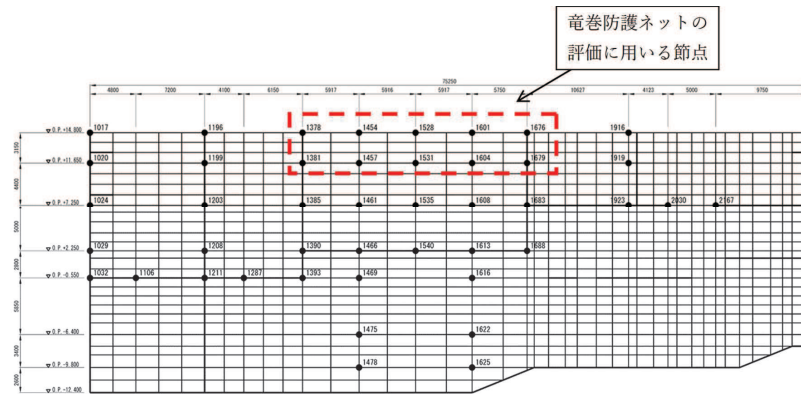 竜巻防護ネットの
評価に用いる節点
75250
4800 7200 4100 6150 5917 5916 5917 5750 10627 4123 5000 9750
O.P.+14.800 1017 1196 1378 1454 1528 1601 1676 1916
3150
O.P.+11.650 1020 1199 1381 1457 1531 1604 1679 1919
4400
O.P.+7.250 1024 1203 1385 1461 1535 1608 1683 1923 2030 2167
5000
O.P.+2.250 1029 1208 1390 1466 1540 1613 1688
2800
O.P.-0.550 1032 1106 1211 1287 1393 1469 1616
5850
O.P.-6.400 1475 1622
3400
O.P.-9.800 1478 1625
2600
O.P.-12.400